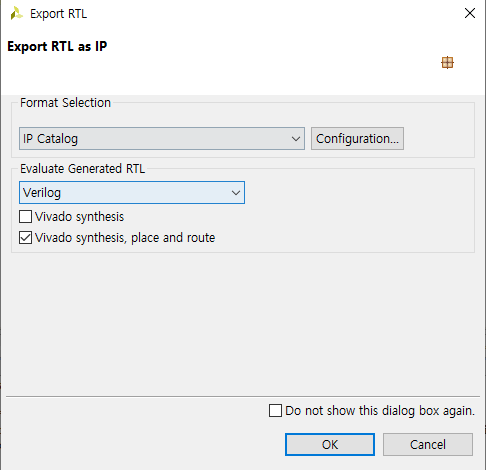 Export RTL
Export RTL as IP
Format Selection
IP Catalog
Configuration...
Evaluate Generated RTL
Verilog
Vivado synthesis
Vivado synthesis, place and route
Do not show this dialog box again.
OK
Cancel